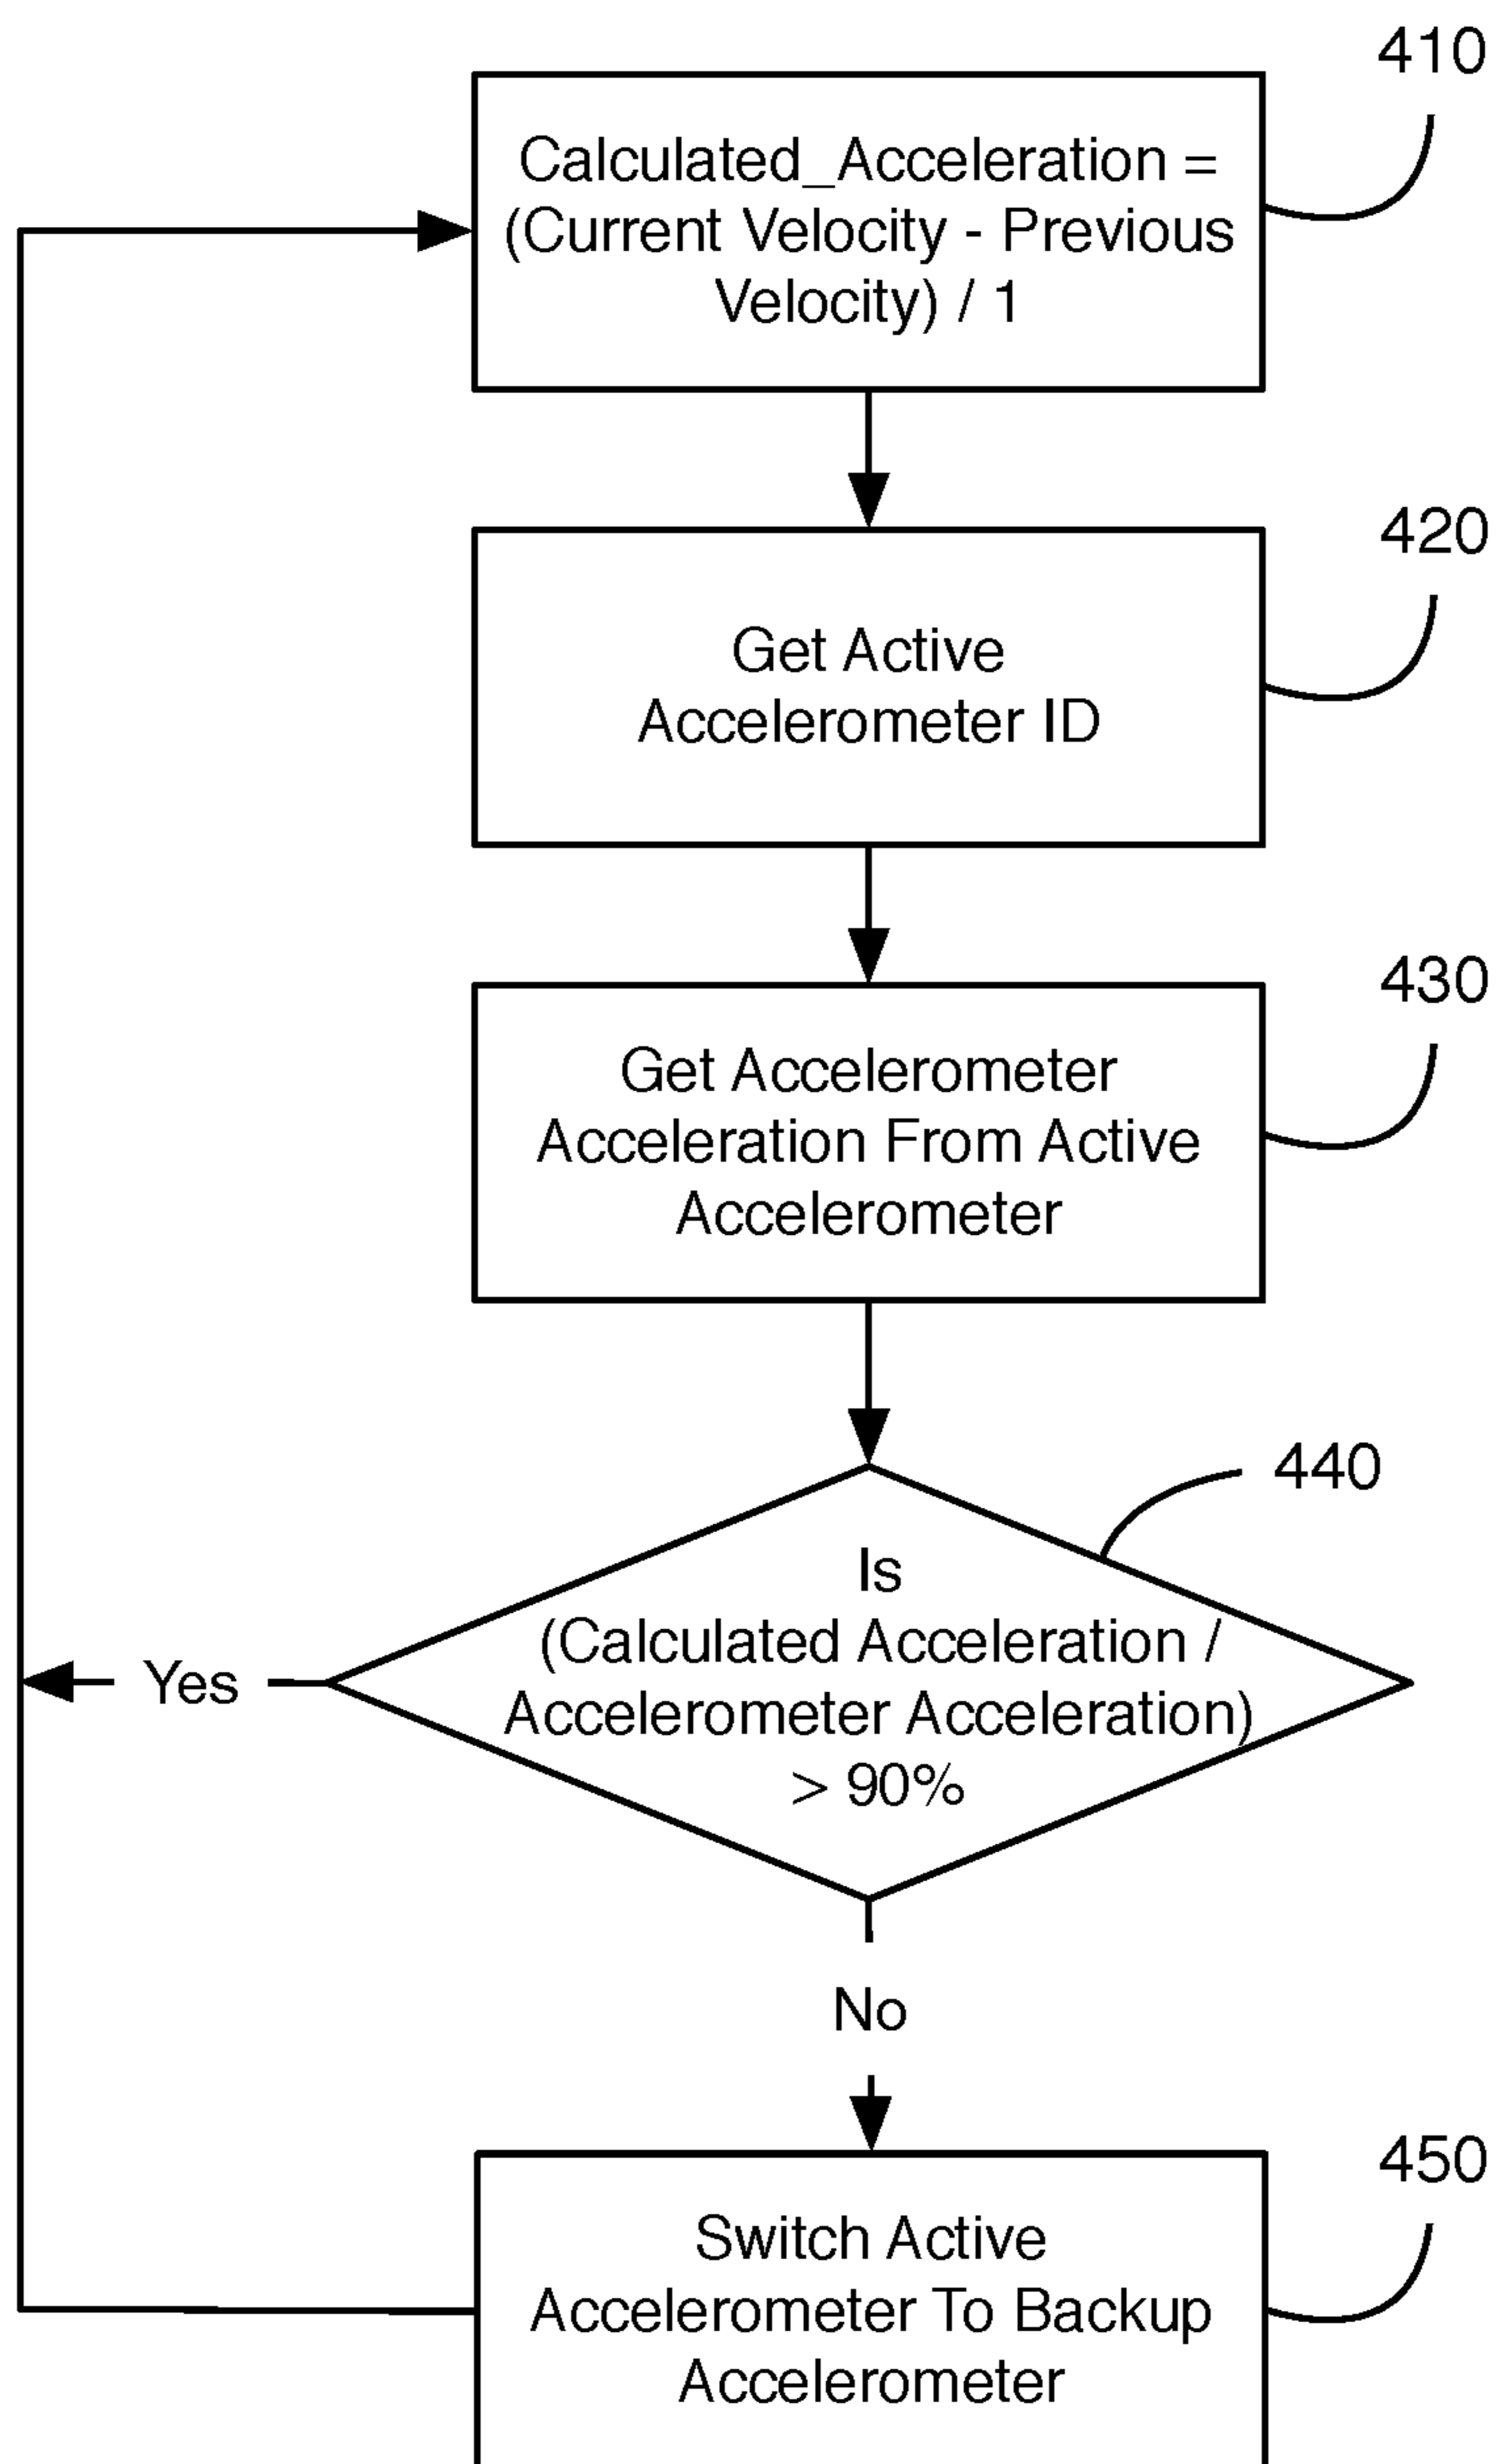 410
Calculated_Acceleration =
(Current Velocity - Previous
Velocity) / 1
420
Get Active
Accelerometer ID
430
Get Accelerometer
Acceleration From Active
Accelerometer
440
Is
(Calculated Acceleration /
Accelerometer Acceleration)
> 90%
Yes
No
450
Switch Active
Accelerometer To Backup
Accelerometer